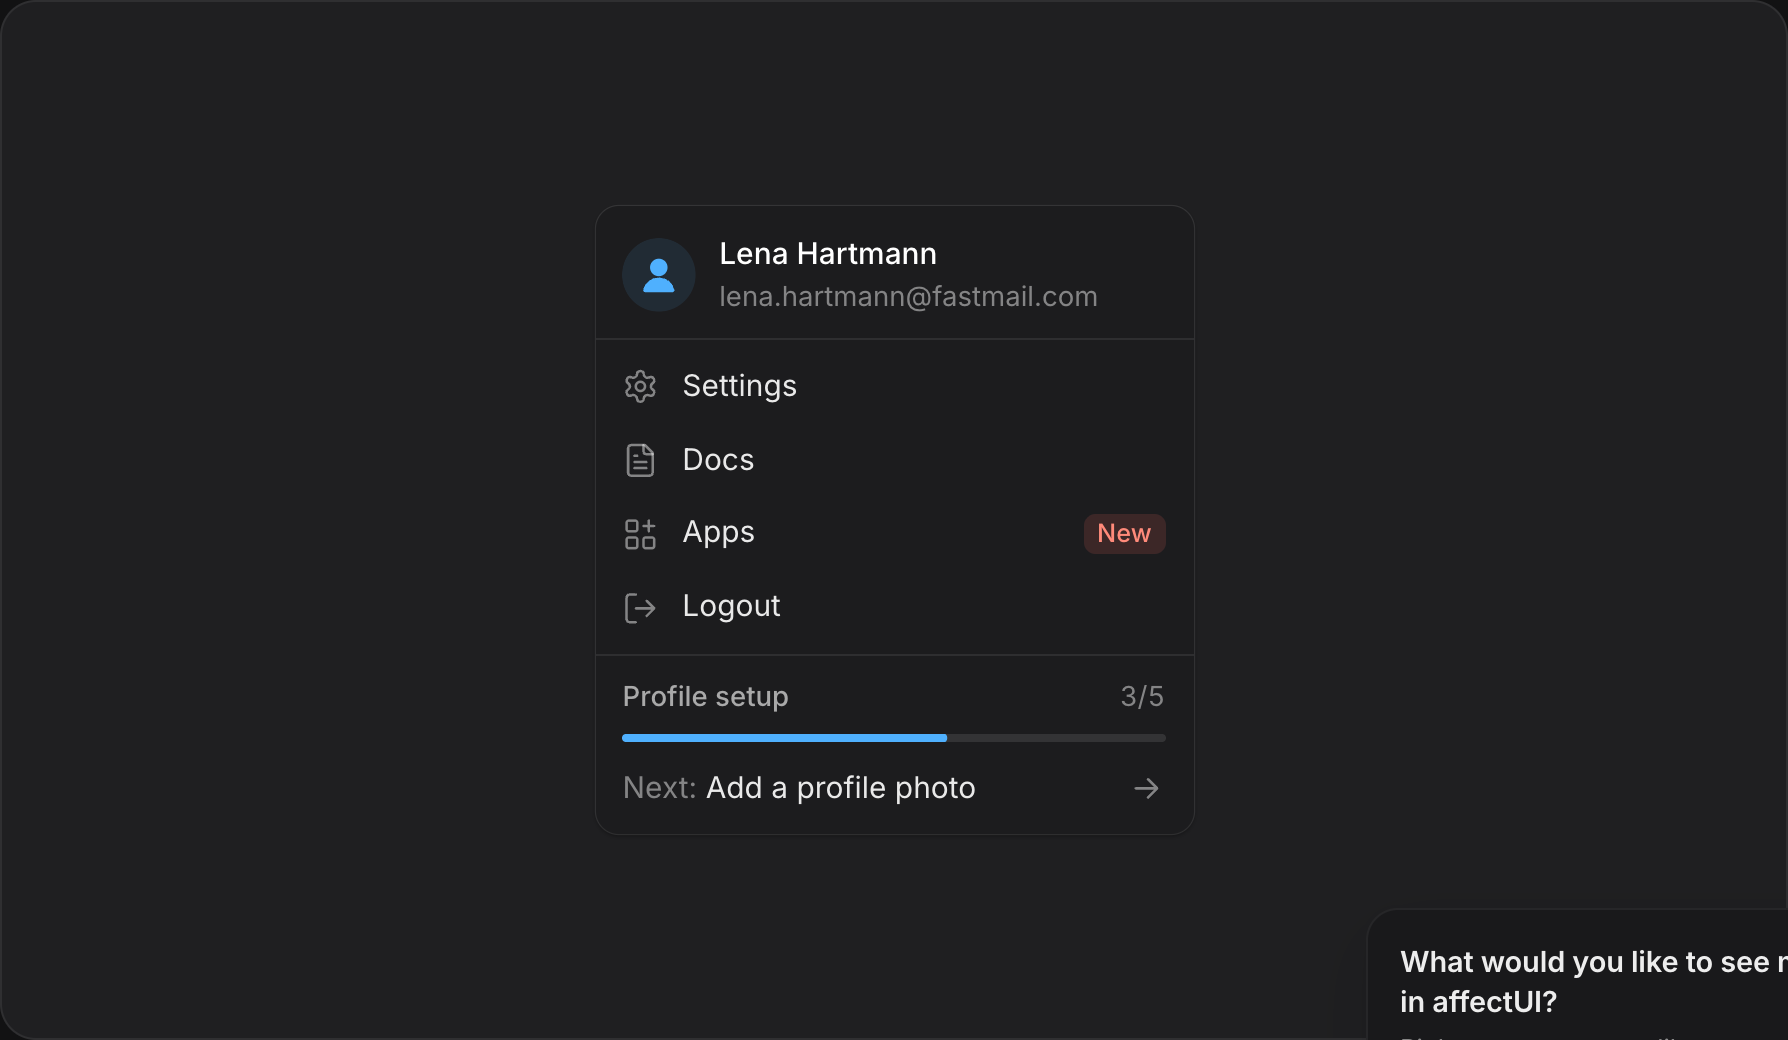 Lena Hartmann
lena.hartmann@fastmail.com
Settings
Docs
Apps New
Logout
Profile setup 3/5
Next: Add a profile photo
What would you like to see
in affectUI?